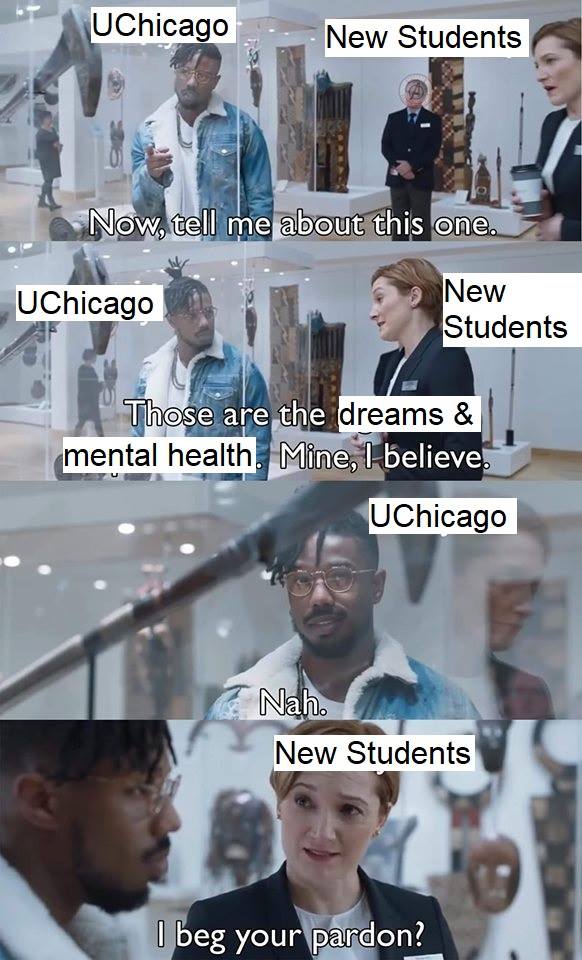 UChicago
New Students
Now, tell me about this one.
UChicago
New
Students
Those are the dreams &
mental health. Mine, I believe.
UChicago
Nah.
New Students
I beg your pardon?